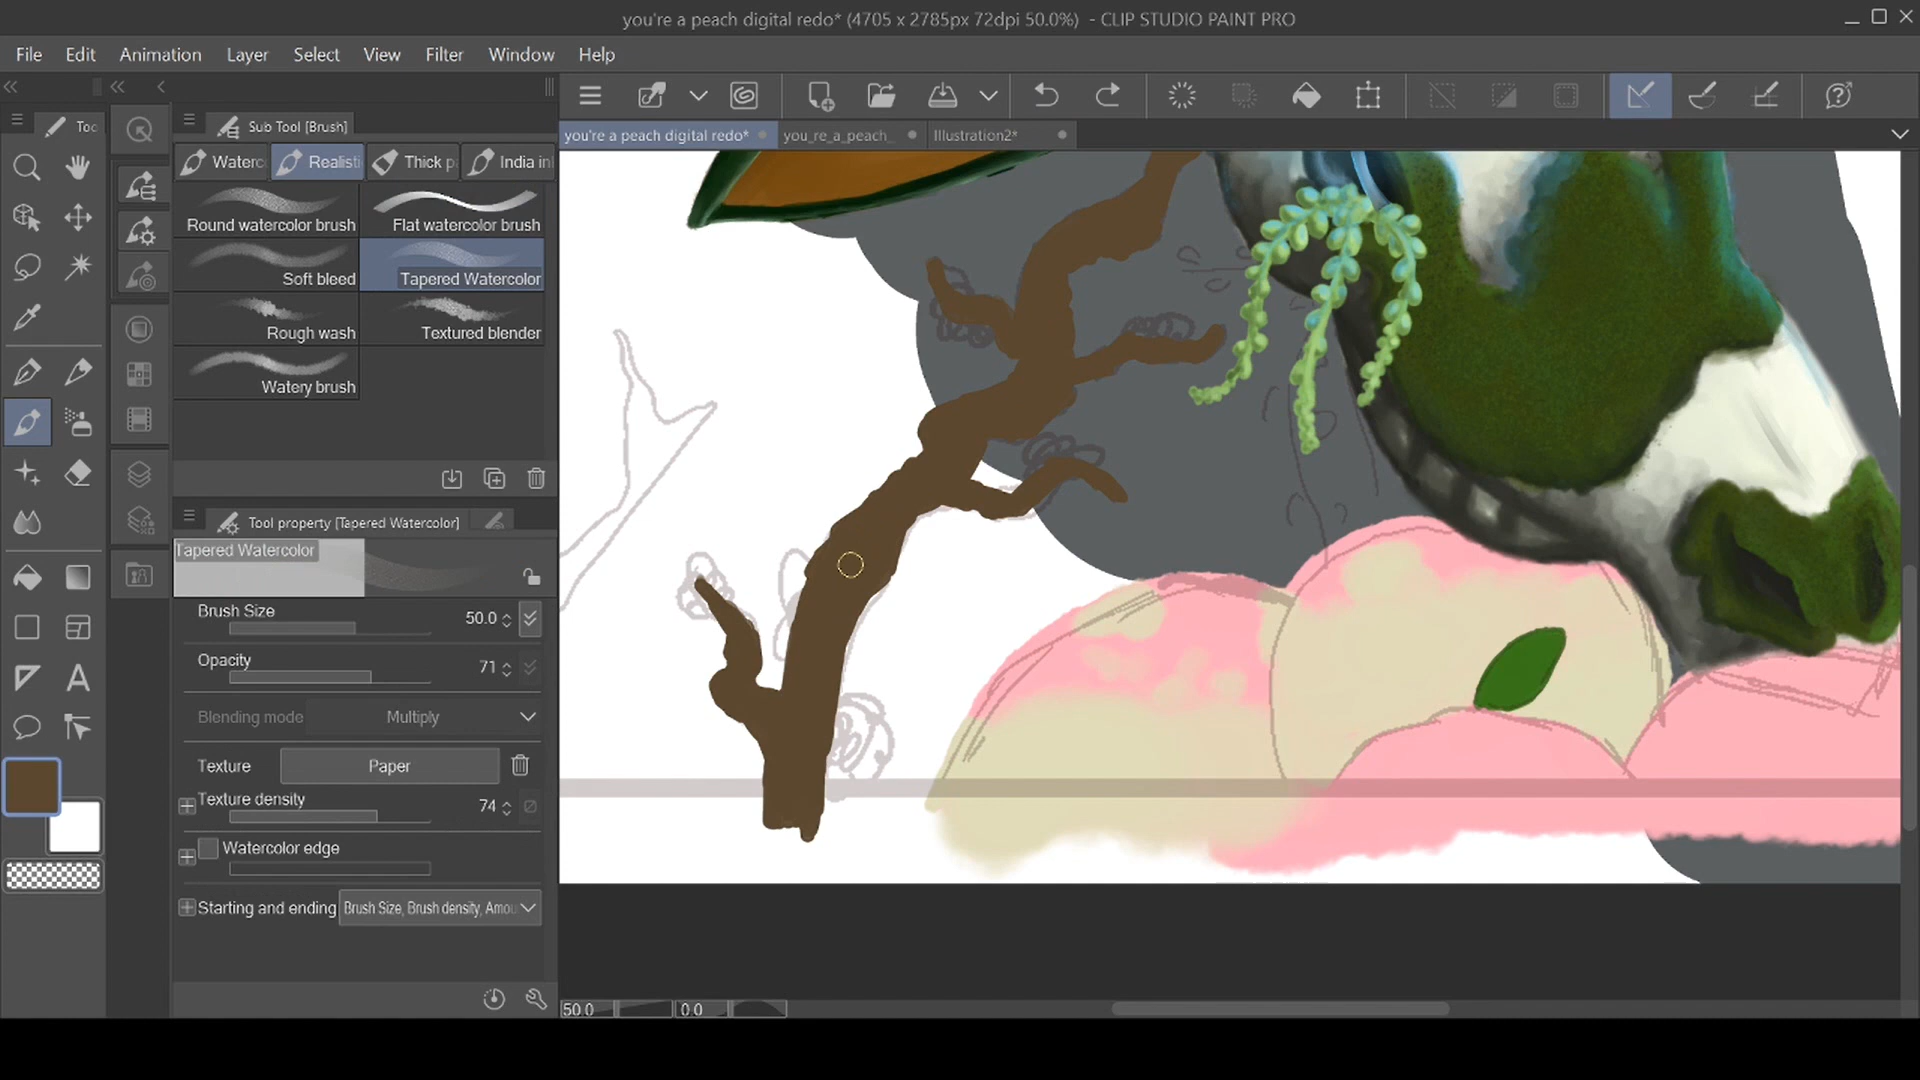 you're a peach digital redo* (4705 x 2785px 72dpi 50.0%) - CLIP STUDIO PAINT PRO
File Edit Animation Layer Select View Filter Window Help
Too Sub Tool [Brush]
you're a peach digital redo* you_re_a_peach_ Illustration2*
Waterc Realisti Thick p India in
Round watercolor brush Flat watercolor brush
Soft bleed Tapered Watercolor
Rough wash Textured blender
Watery brush
Tool property [Tapered Watercolor]
Tapered Watercolor
Brush Size 50.0
Opacity 71
Blending mode Multiply
Texture Paper
Texture density 74
Watercolor edge
Starting and ending Brush Size, Brush density, Amou
50.0 0.0